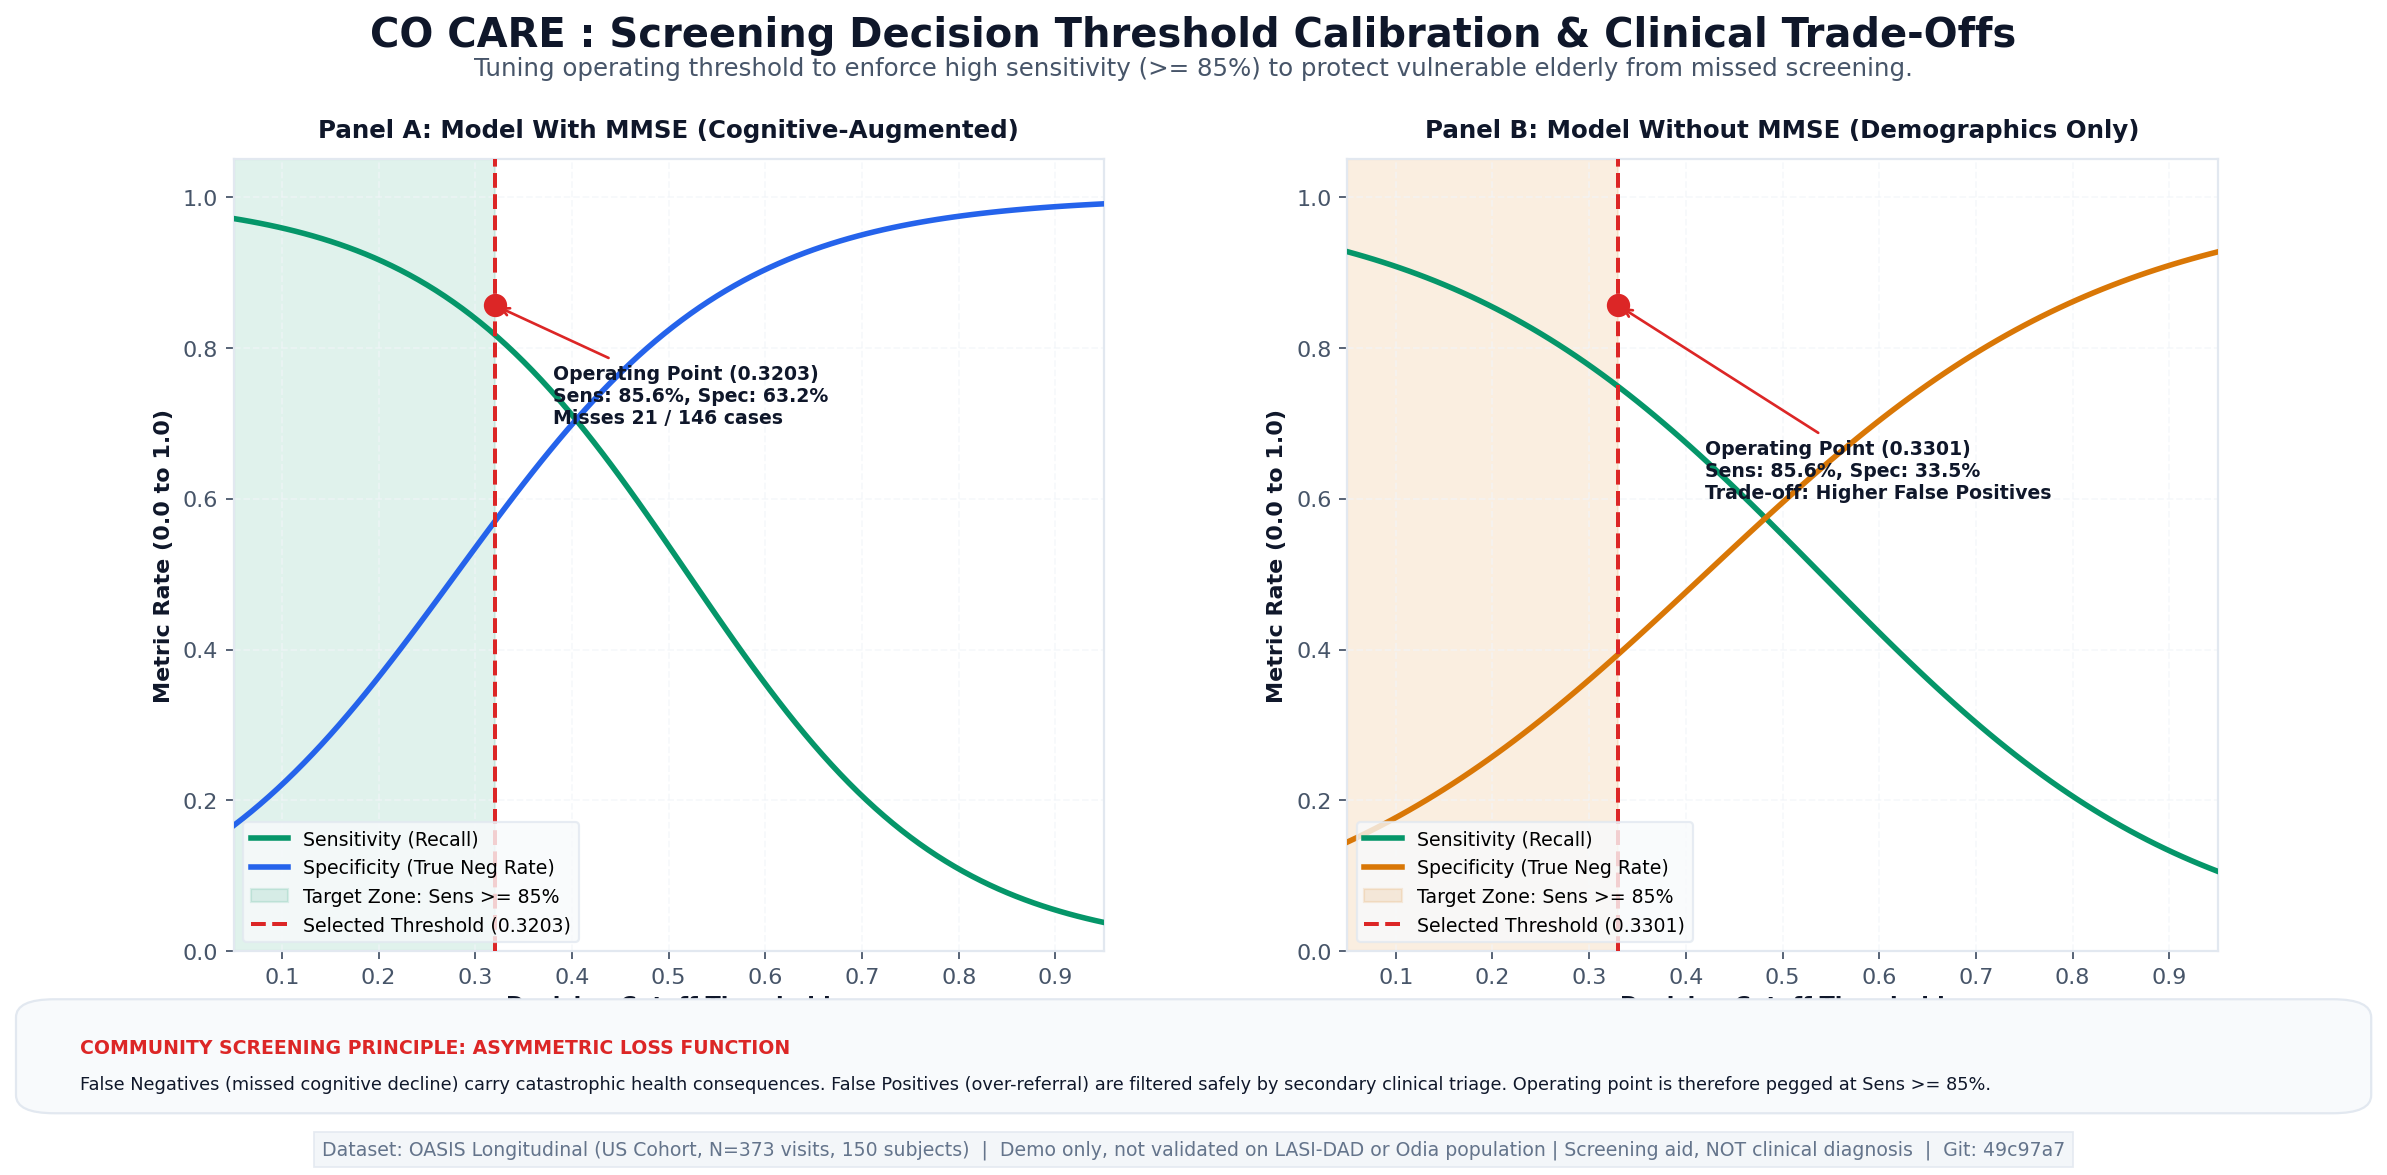 CO CARE : Screening Decision Threshold Calibration & Clinical Trade-Offs
Tuning operating threshold to enforce high sensitivity (>= 85%) to protect vulnerable elderly from missed screening.
Panel A: Model With MMSE (Cognitive-Augmented)
Metric Rate (0.0 to 1.0)
1.0
0.8
0.6
0.4
0.2
0.0
Operating Point (0.3203)
Sens: 85.6%, Spec: 63.2%
Misses 21 / 146 cases
Sensitivity (Recall)
Specificity (True Neg Rate)
Target Zone: Sens >= 85%
Selected Threshold (0.3203)
0.1 0.2 0.3 0.4 0.5 0.6 0.7 0.8 0.9
Panel B: Model Without MMSE (Demographics Only)
Metric Rate (0.0 to 1.0)
1.0
0.8
0.6
0.4
0.2
0.0
Operating Point (0.3301)
Sens: 85.6%, Spec: 33.5%
Trade-off: Higher False Positives
Sensitivity (Recall)
Specificity (True Neg Rate)
Target Zone: Sens >= 85%
Selected Threshold (0.3301)
0.1 0.2 0.3 0.4 0.5 0.6 0.7 0.8 0.9
COMMUNITY SCREENING PRINCIPLE: ASYMMETRIC LOSS FUNCTION
False Negatives (missed cognitive decline) carry catastrophic health consequences. False Positives (over-referral) are filtered safely by secondary clinical triage. Operating point is therefore pegged at Sens >= 85%.
Dataset: OASIS Longitudinal (US Cohort, N=373 visits, 150 subjects) | Demo only, not validated on LASI-DAD or Odia population | Screening aid, NOT clinical diagnosis | Git: 49c97a7